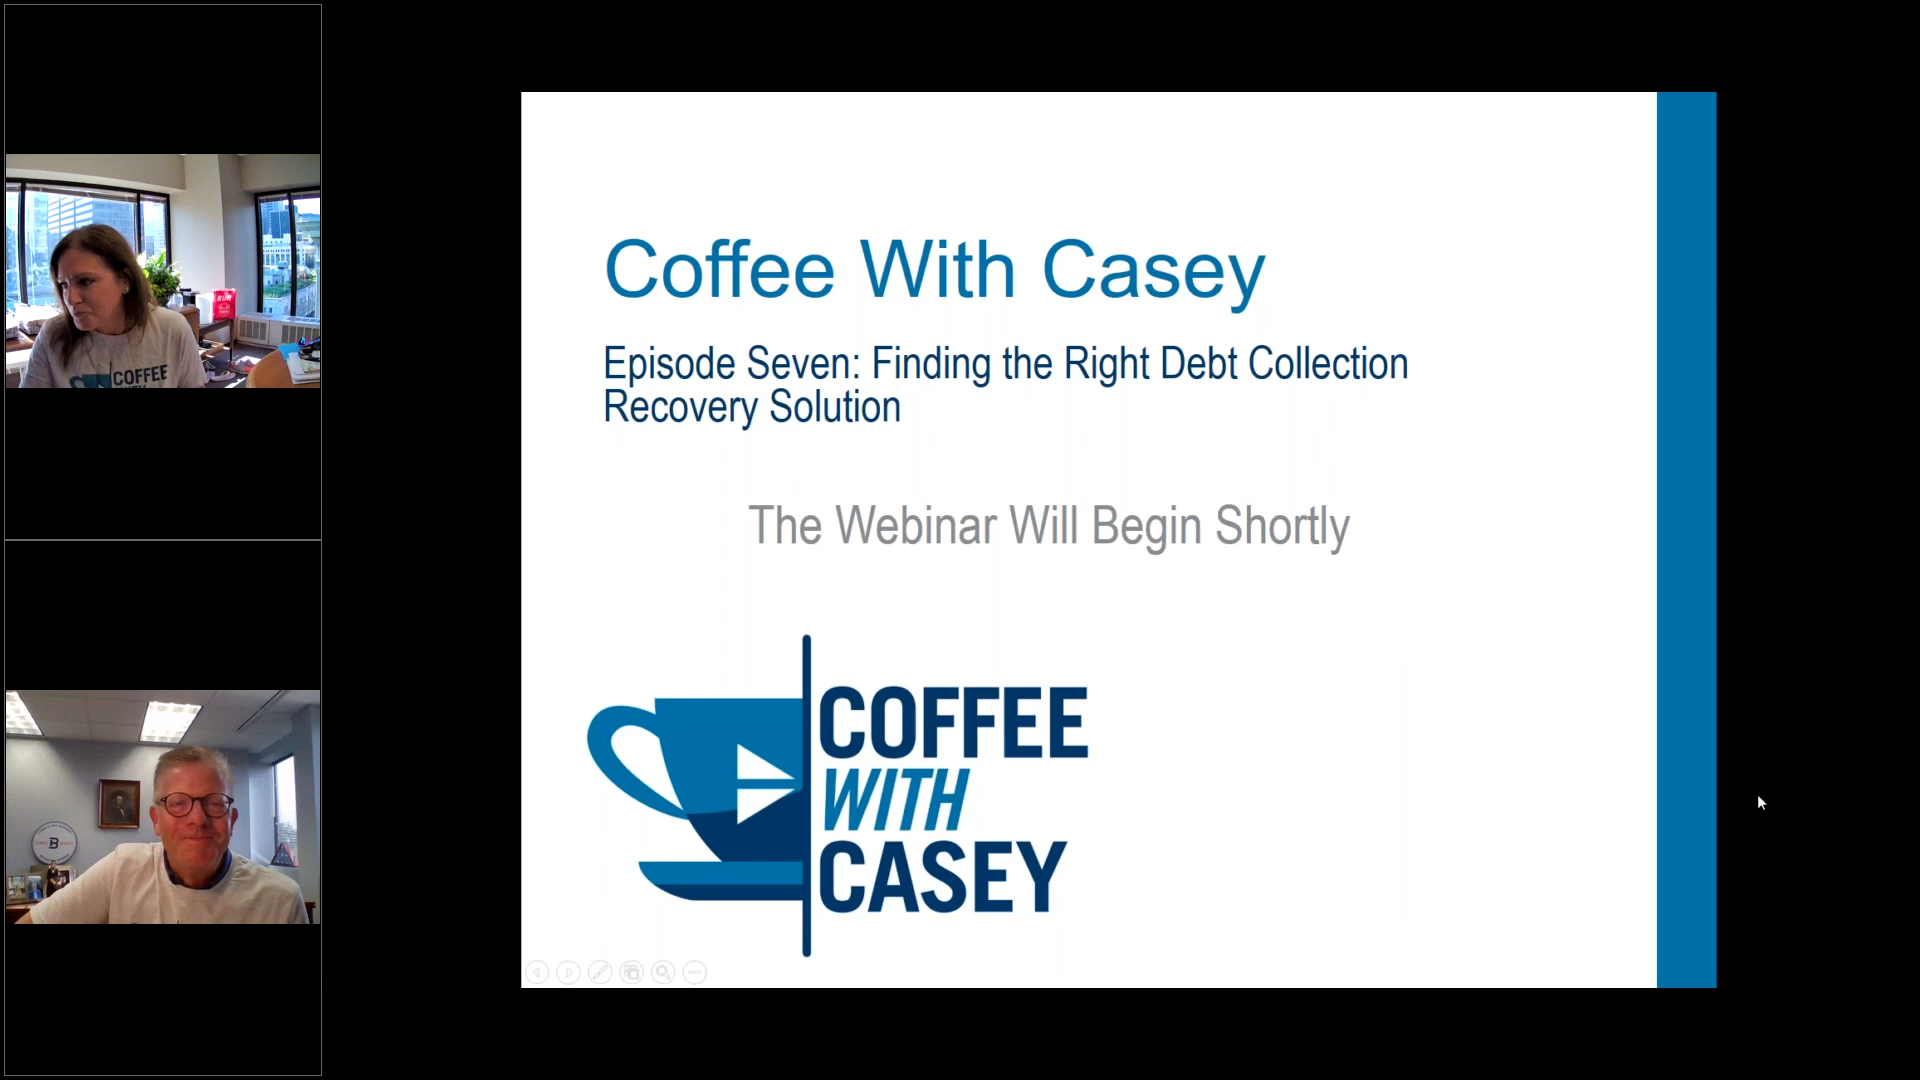 Coffee With Casey
Episode Seven: Finding the Right Debt Collection
Recovery Solution
The Webinar Will Begin Shortly
COFFEE
WITH
CASEY
COFFEE
RUN
B